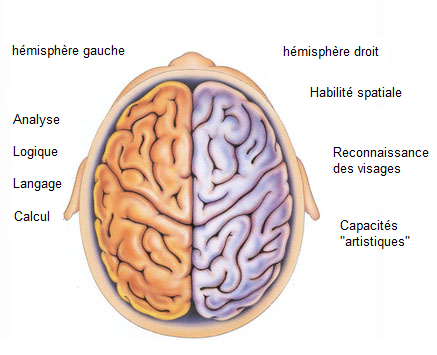 hémisphère gauche
hémisphère droit
Habilité spatiale
Analyse
Logique
Reconnaissance
des visages
Langage
Calcul
Capacités
"artistiques"